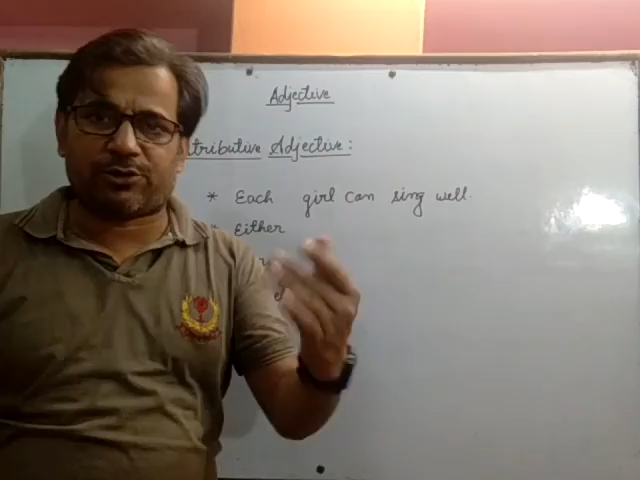 Adjective
tributive Adjective :
* Each girl can sing well.
* Either